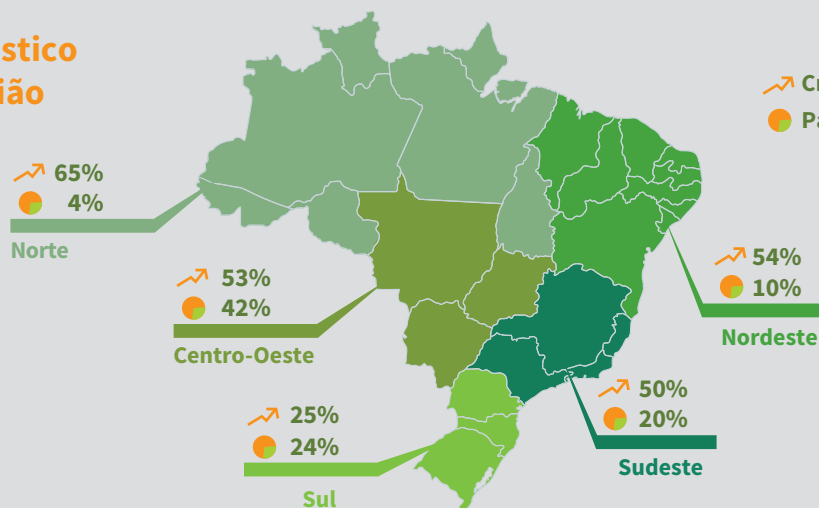 stico
ião
Cr
Pa
65%
4%
Norte
53%
42%
Centro-Oeste
54%
10%
Nordeste
25%
24%
Sul
50%
20%
Sudeste